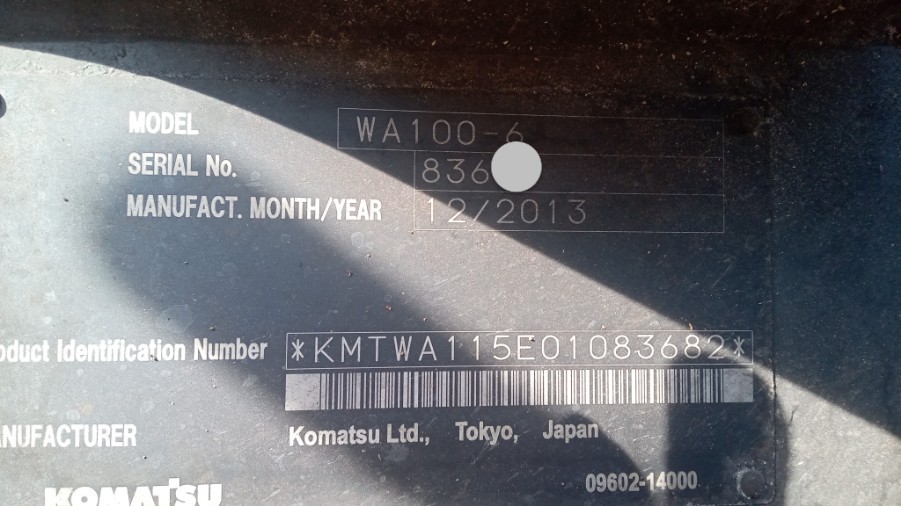 MODEL WA100-6
SERIAL No. 836
MANUFACT. MONTH/YEAR 12/2013
oduct Identification Number *KMTWA115E01083682*
ANUFACTURER Komatsu Ltd., Tokyo, Japan
09602-14000
KOMATSU